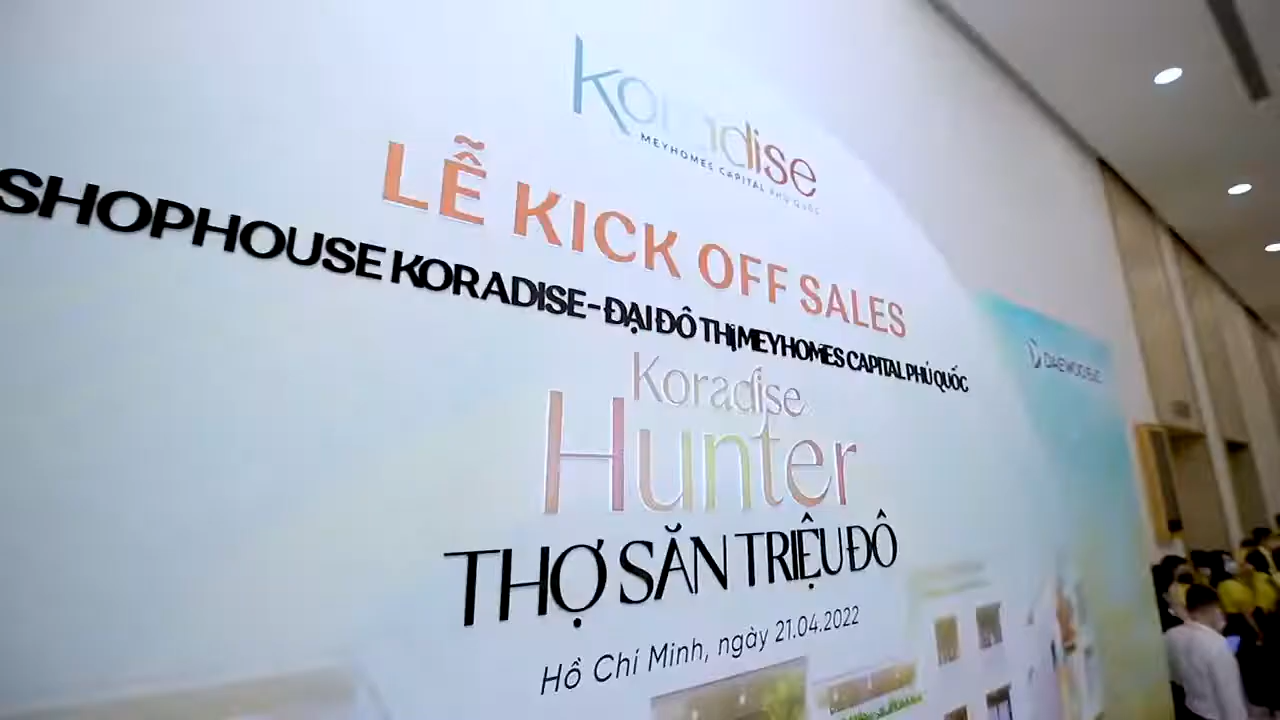 Koradise
MEYHOMES CAPITAL PHÚ QUỐC
LỄ KICK OFF SALES
SHOPHOUSE KORADISE - ĐẠI ĐÔ THỊ MEYHOMES CAPITAL PHÚ QUỐC
DAEWOO E&C
Koradise
Hunter
THỢ SĂN TRIỆU ĐÔ
Hồ Chí Minh, ngày 21.04.2022